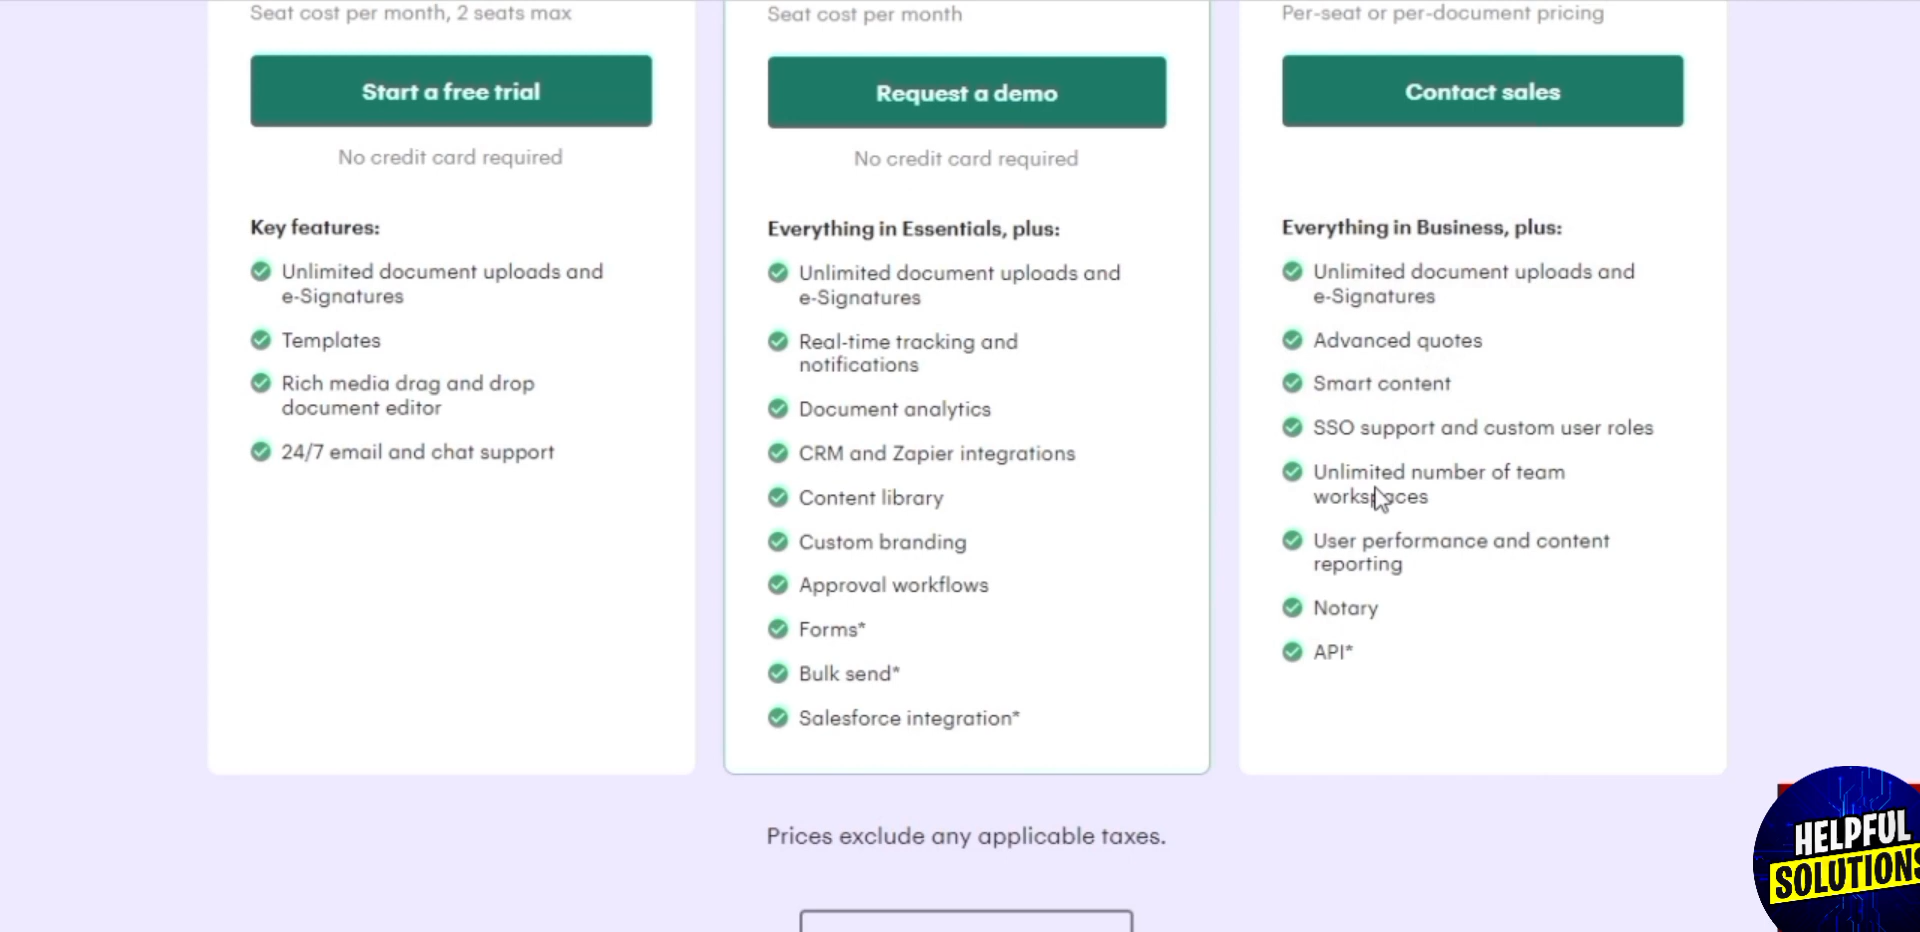 Seat cost per month, 2 seats max
Start a free trial
No credit card required
Key features:
Unlimited document uploads and
e-Signatures
Templates
Rich media drag and drop
document editor
24/7 email and chat support
Seat cost per month
Request a demo
No credit card required
Everything in Essentials, plus:
Unlimited document uploads and
e-Signatures
Real-time tracking and
notifications
Document analytics
CRM and Zapier integrations
Content library
Custom branding
Approval workflows
Forms*
Bulk send*
Salesforce integration*
Per-seat or per-document pricing
Contact sales
Everything in Business, plus:
Unlimited document uploads and
e-Signatures
Advanced quotes
Smart content
SSO support and custom user roles
Unlimited number of team
workspaces
User performance and content
reporting
Notary
API*
Prices exclude any applicable taxes.
HELPFUL
SOLUTIONS